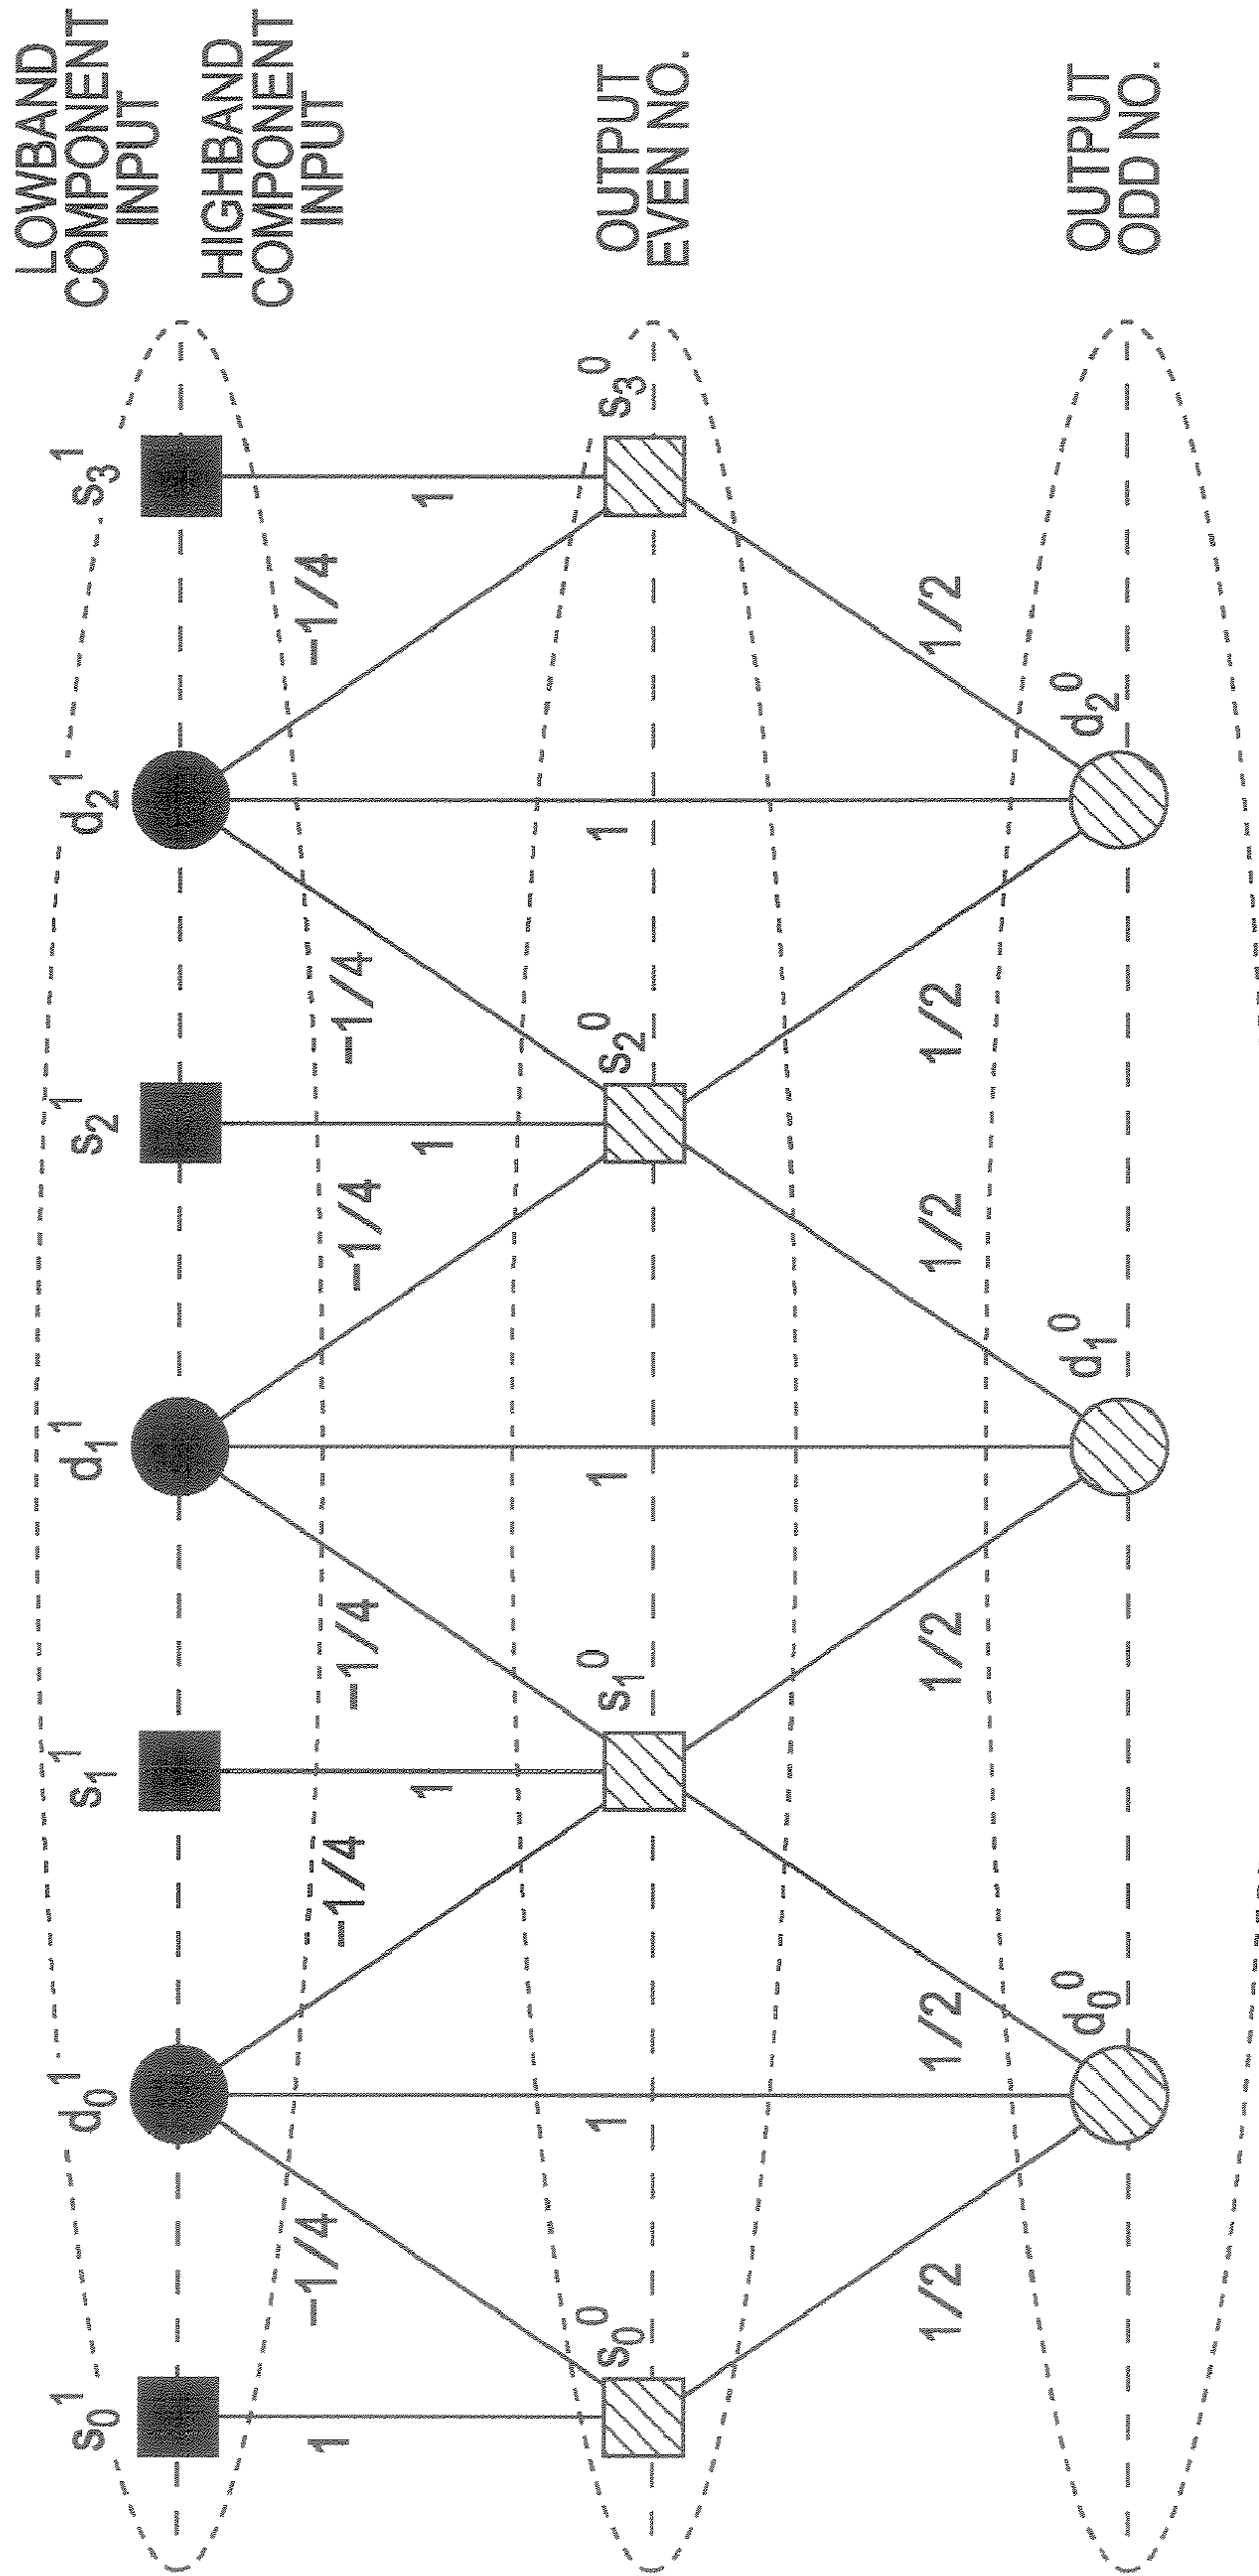 LOWBAND
COMPONENT
INPUT
HIGHBAND
COMPONENT
INPUT
s₀¹ d₀¹ s₁¹ d₁¹ s₂¹ d₂¹ s₃¹
-1/4 -1/4 -1/4 -1/4 -1/4 -1/4
1 1 1 1
OUTPUT
EVEN NO.
s₀⁰ s₁⁰ s₂⁰ s₃⁰
1 1 1
1/2 1/2 1/2 1/2 1/2 1/2
OUTPUT
ODD NO.
d₀⁰ d₁⁰ d₂⁰